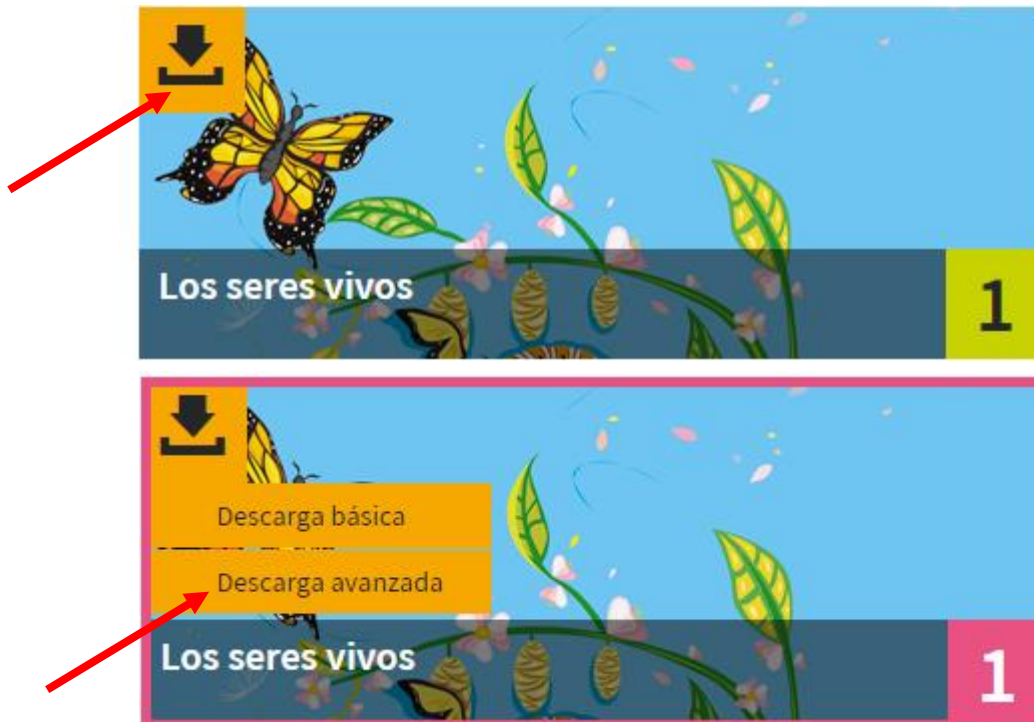 Los seres vivos
1
Descarga básica
Descarga avanzada
Los seres vivos
1